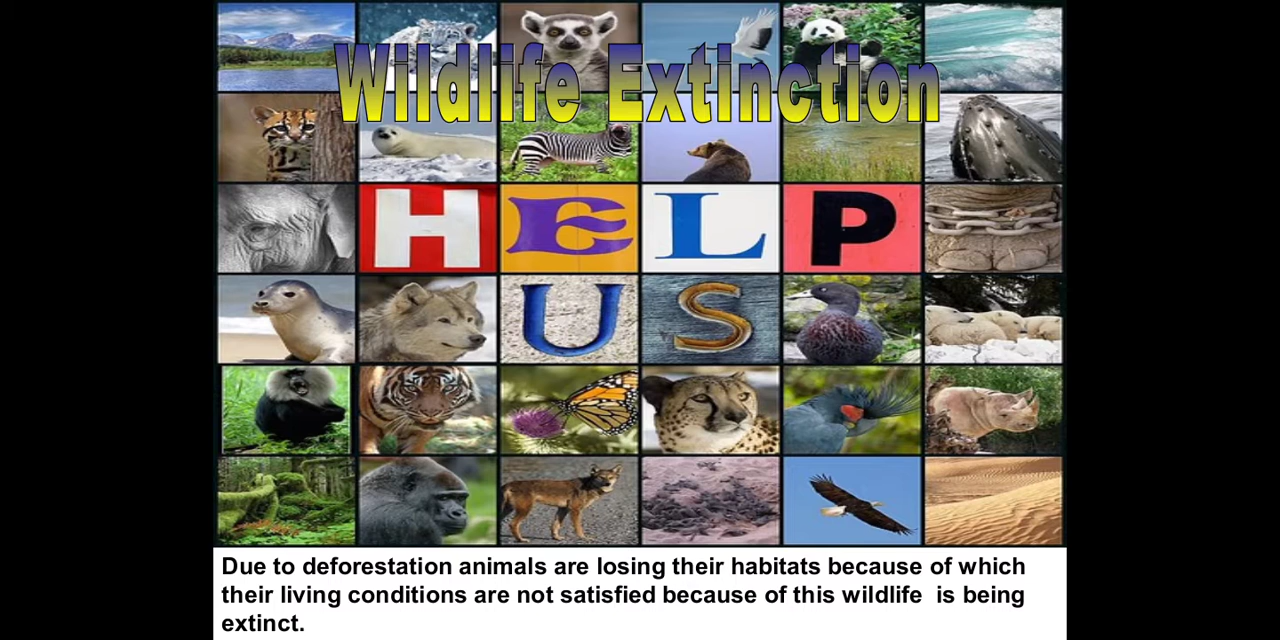 Wildlife Extinction
HELP
US
Due to deforestation animals are losing their habitats because of which
their living conditions are not satisfied because of this wildlife  is being
extinct.